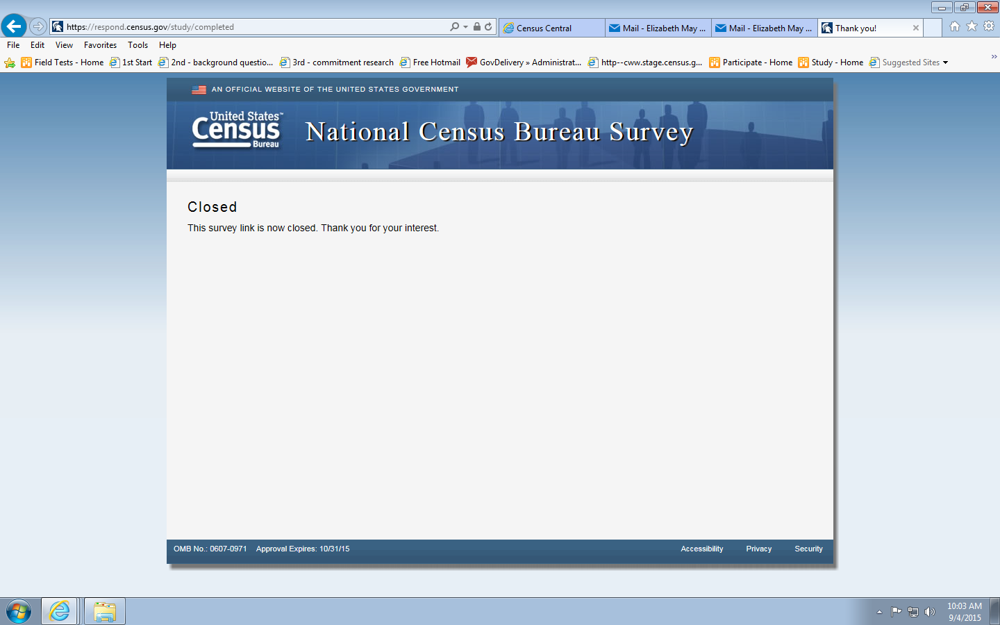 https://respond.census.gov/study/completed
Census Central
Mail - Elizabeth May ...
Mail - Elizabeth May ...
Thank you!
File Edit View Favorites Tools Help
Field Tests - Home 1st Start 2nd - background questio... 3rd - commitment research Free Hotmail GovDelivery » Administrat... http--cww.stage.census.g... Participate - Home Study - Home Suggested Sites
AN OFFICIAL WEBSITE OF THE UNITED STATES GOVERNMENT
United States™
Census
Bureau
National Census Bureau Survey
Closed
This survey link is now closed. Thank you for your interest.
OMB No.: 0607-0971 Approval Expires: 10/31/15 Accessibility Privacy Security
10:03 AM
9/4/2015